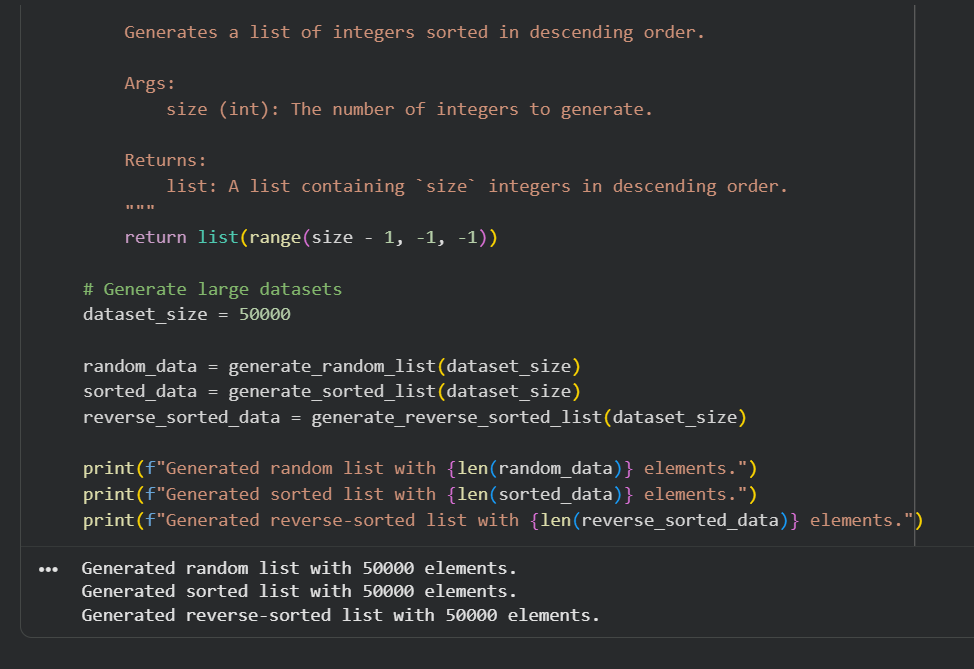 Generates a list of integers sorted in descending order.
Args:
size (int): The number of integers to generate.
Returns:
list: A list containing `size` integers in descending order.
"""
return list(range(size - 1, -1, -1))
# Generate large datasets
dataset_size = 50000
random_data = generate_random_list(dataset_size)
sorted_data = generate_sorted_list(dataset_size)
reverse_sorted_data = generate_reverse_sorted_list(dataset_size)
print(f"Generated random list with {len(random_data)} elements.")
print(f"Generated sorted list with {len(sorted_data)} elements.")
print(f"Generated reverse-sorted list with {len(reverse_sorted_data)} elements.")
Generated random list with 50000 elements.
Generated sorted list with 50000 elements.
Generated reverse-sorted list with 50000 elements.